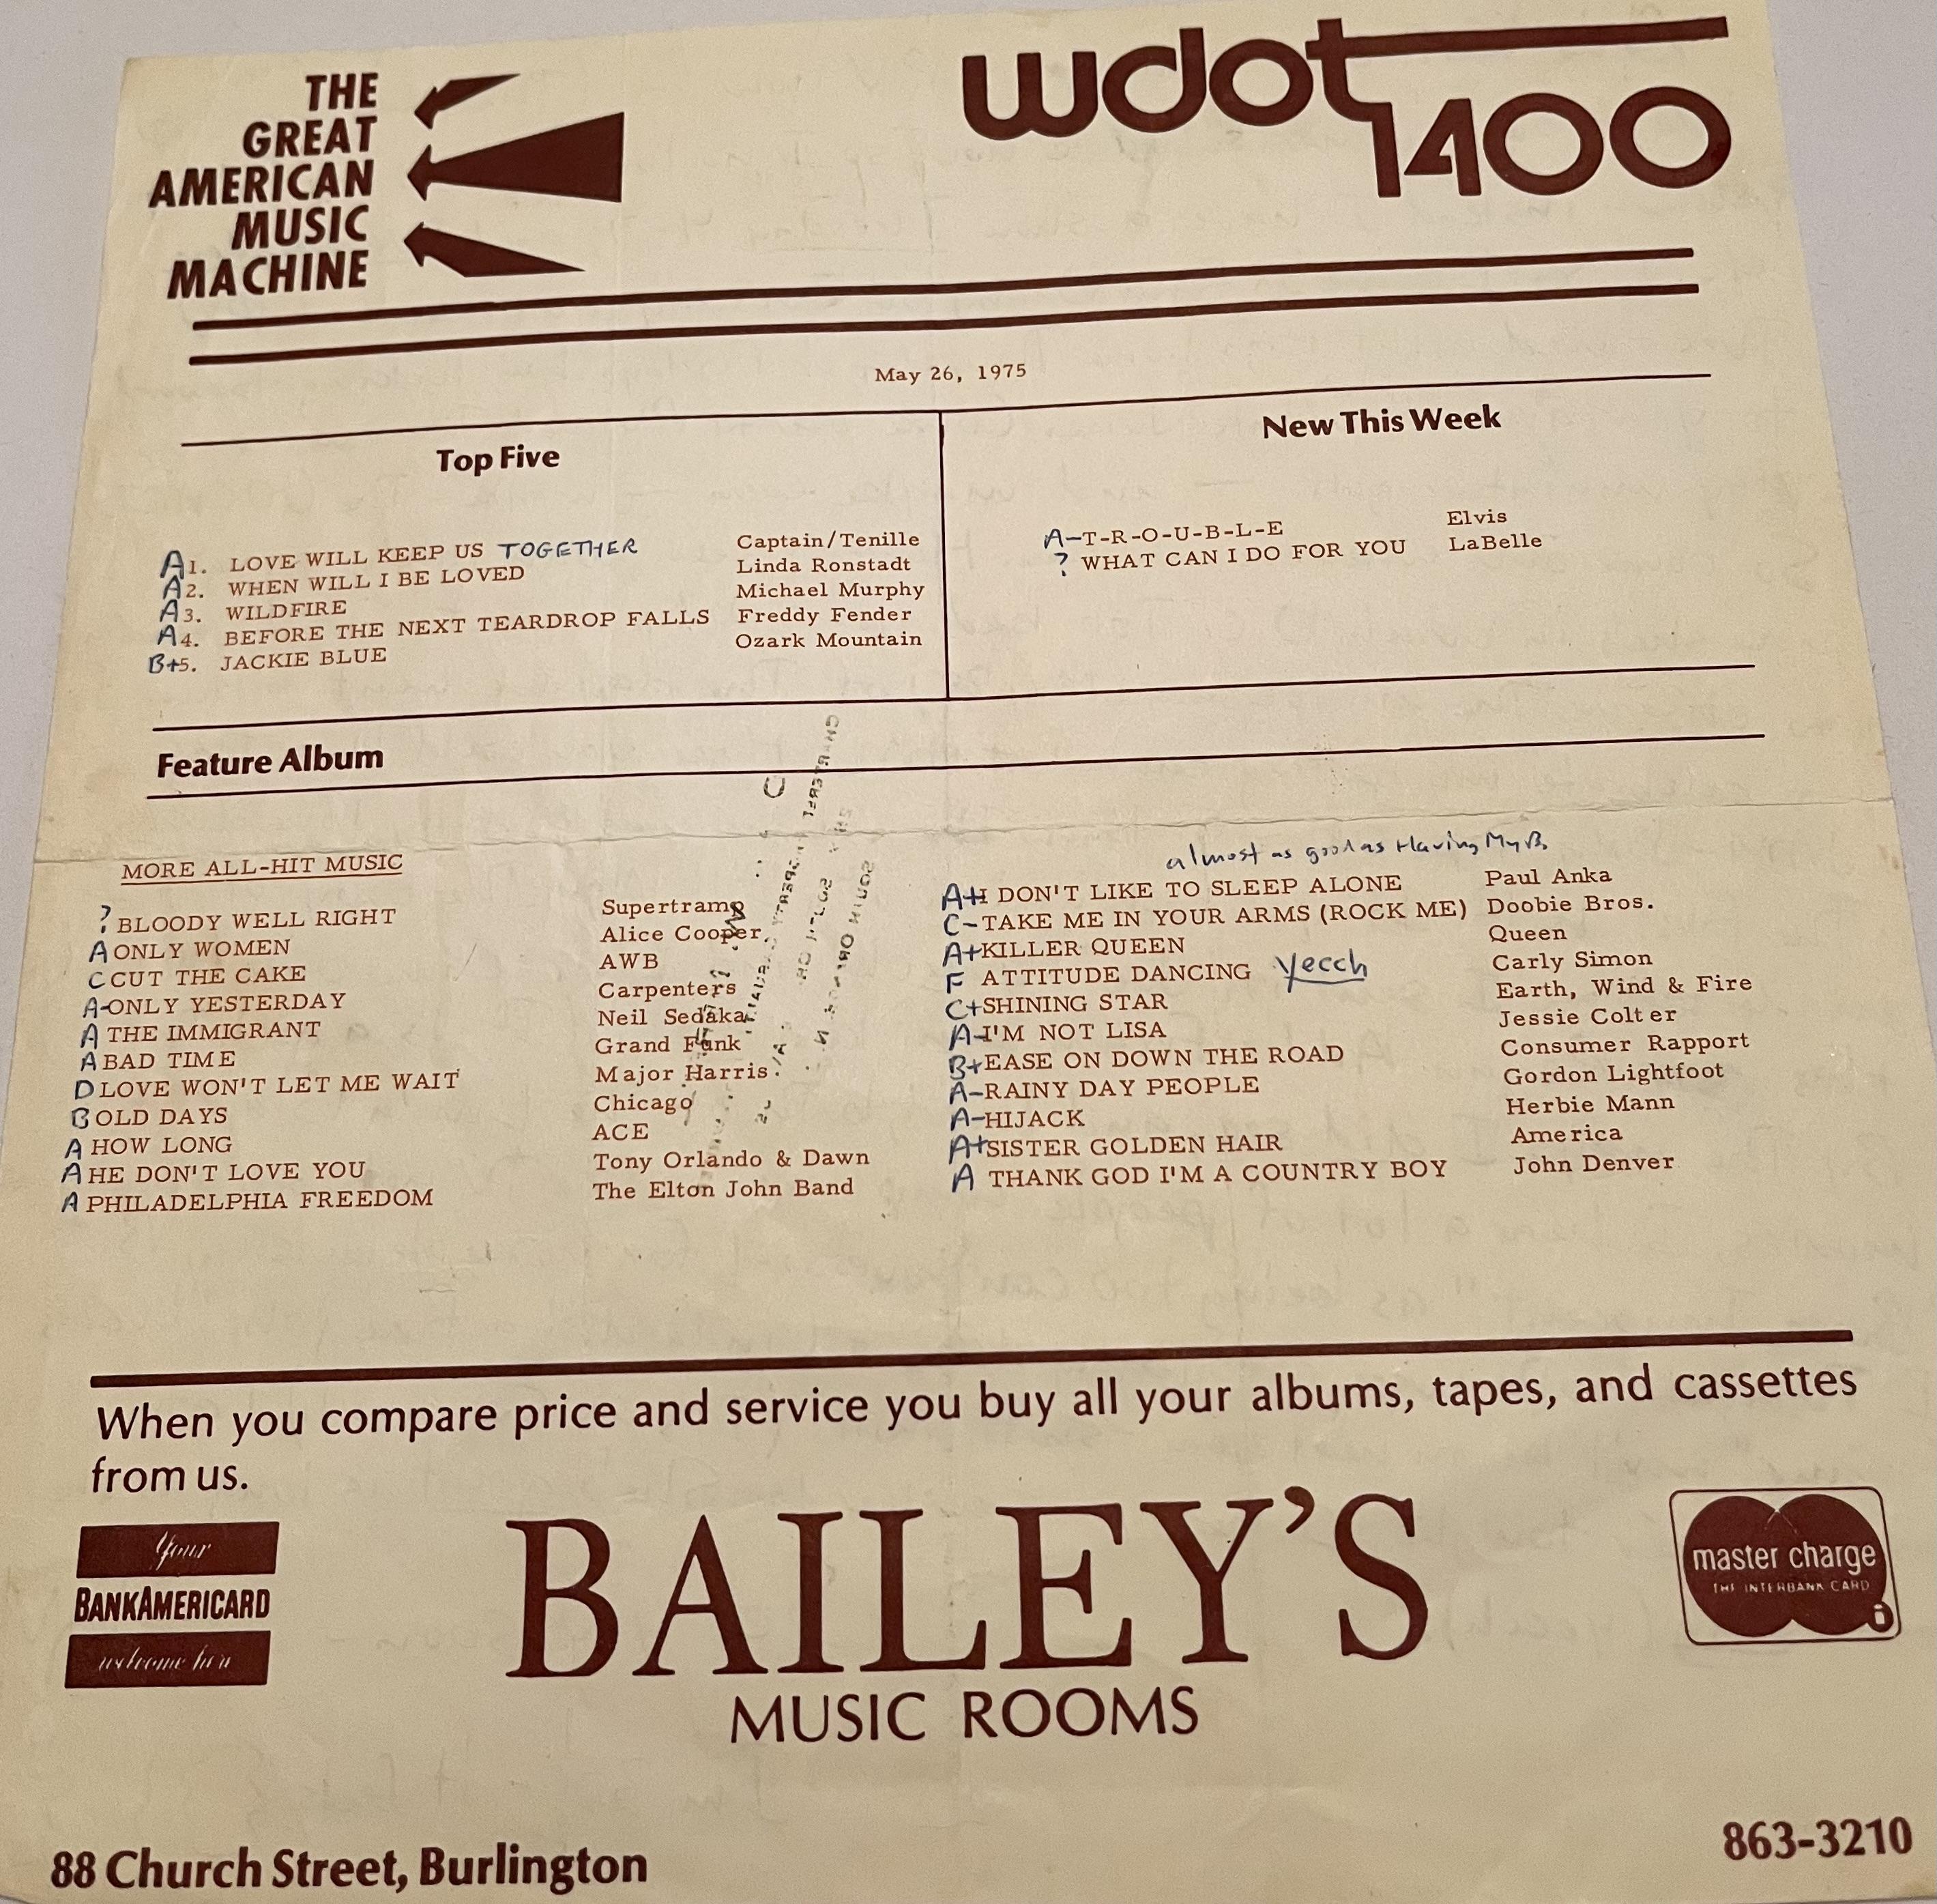 THE
GREAT
AMERICAN
MUSIC
MACHINE
wdot
1400
May 26, 1975
Top Five
A 1. LOVE WILL KEEP US TOGETHER Captain/Tenille
A 2. WHEN WILL I BE LOVED Linda Ronstadt
A 3. WILDFIRE Michael Murphy
A 4. BEFORE THE NEXT TEARDROP FALLS Freddy Fender
B+ 5. JACKIE BLUE Ozark Mountain
New This Week
A- T-R-O-U-B-L-E Elvis
? WHAT CAN I DO FOR YOU LaBelle
Feature Album
MORE ALL-HIT MUSIC
? BLOODY WELL RIGHT Supertramp
A ONLY WOMEN Alice Cooper
C CUT THE CAKE AWB
A- ONLY YESTERDAY Carpenters
A THE IMMIGRANT Neil Sedaka
A BAD TIME Grand Funk
D LOVE WON'T LET ME WAIT Major Harris
B OLD DAYS Chicago
A HOW LONG ACE
A HE DON'T LOVE YOU Tony Orlando & Dawn
A PHILADELPHIA FREEDOM The Elton John Band
almost as good as Having My B.
A+ I DON'T LIKE TO SLEEP ALONE Paul Anka
C- TAKE ME IN YOUR ARMS (ROCK ME) Doobie Bros.
A+ KILLER QUEEN Queen
F ATTITUDE DANCING Yecch Carly Simon
C+ SHINING STAR Earth, Wind & Fire
A- I'M NOT LISA Jessie Colter
B+ EASE ON DOWN THE ROAD Consumer Rapport
A- RAINY DAY PEOPLE Gordon Lightfoot
A- HIJACK Herbie Mann
A+ SISTER GOLDEN HAIR America
A THANK GOD I'M A COUNTRY BOY John Denver
When you compare price and service you buy all your albums, tapes, and cassettes
from us.
Your
BANKAMERICARD
welcome here
BAILEY'S
MUSIC ROOMS
master charge
THE INTERBANK CARD
i
88 Church Street, Burlington
863-3210